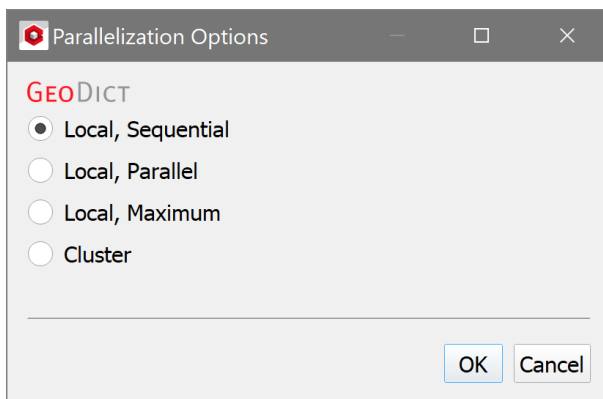 Parallelization Options
GEODICT
Local, Sequential
Local, Parallel
Local, Maximum
Cluster
OK Cancel